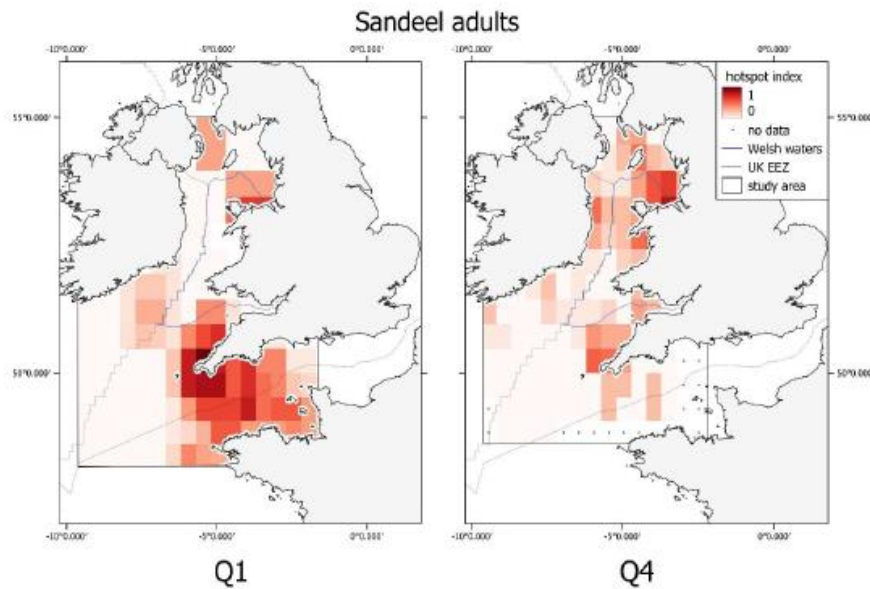 Sandeel adults
-10°0.000' -5°0.000' 0°0.000' -10°0.000' -5°0.000' 0°0.000'
hotspot index
1
0
no data
Welsh waters
UK EEZ
study area
55°0.000' 55°0.000'
50°0.000' 50°0.000'
-10°0.000' -5°0.000' 0°0.000' -10°0.000' -5°0.000' 0°0.000'
Q1 Q4